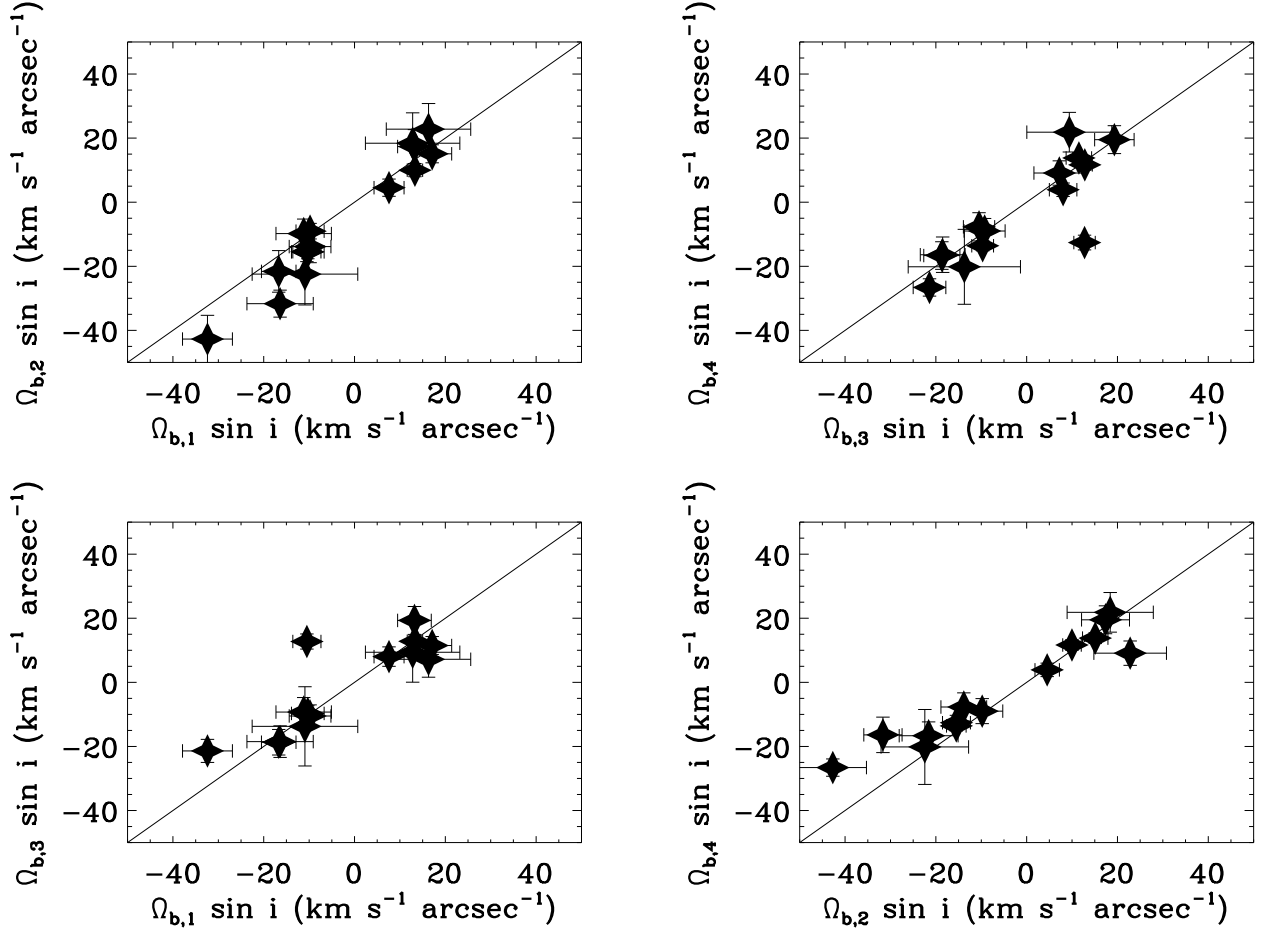 Ω_b,2 sin i (km s⁻¹ arcsec⁻¹)
40
20
0
−20
−40
−40 −20 0 20 40
Ω_b,1 sin i (km s⁻¹ arcsec⁻¹)
Ω_b,4 sin i (km s⁻¹ arcsec⁻¹)
40
20
0
−20
−40
−40 −20 0 20 40
Ω_b,3 sin i (km s⁻¹ arcsec⁻¹)
Ω_b,3 sin i (km s⁻¹ arcsec⁻¹)
40
20
0
−20
−40
−40 −20 0 20 40
Ω_b,1 sin i (km s⁻¹ arcsec⁻¹)
Ω_b,4 sin i (km s⁻¹ arcsec⁻¹)
40
20
0
−20
−40
−40 −20 0 20 40
Ω_b,2 sin i (km s⁻¹ arcsec⁻¹)